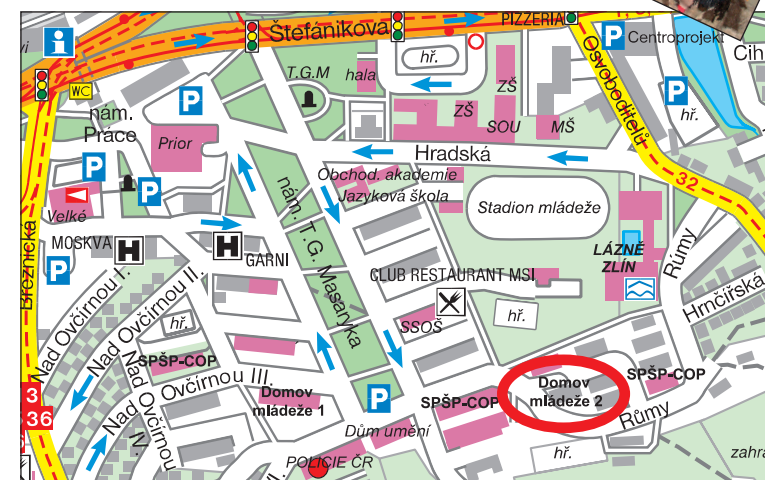 PIZZERIA
Štefánikova
Centroprojekt
Cih
P
i
T.G.M
hala
hř.
Osvoboditelů
WC
P
P
hř.
nám.
Práce
ZŠ
ZŠ
SOU
MŠ
Prior
Hradská
P
P
Obchod. akademie
Jazyková škola
32
Velké
nám. T.G. Masaryka
Stadion mládeže
MOSKVA
H
H
GARNI
LÁZNĚ
ZLÍN
Růmy
Březnická
P
CLUB RESTAURANT MSI
Hrnčířská
Nad Ovčírnou I.
Nad Ovčírnou II.
hř.
SSOŠ
hř.
SPŠP-COP
Nad Ovčírnou III.
Nad Ovčírnou
IV.
Domov
mládeže 1
P
SPŠP-COP
Domov
mládeže 2
SPŠP-COP
3
36
Růmy
Dům umění
POLICIE ČR
hř.
zahr